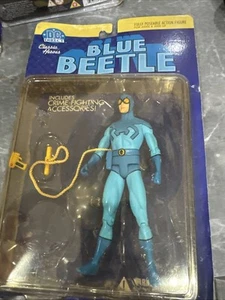 DC
DIRECT
Classic
Heroes
BLUE
BEETLE
INCLUDES
CRIME-FIGHTING
ACCESSORIES!